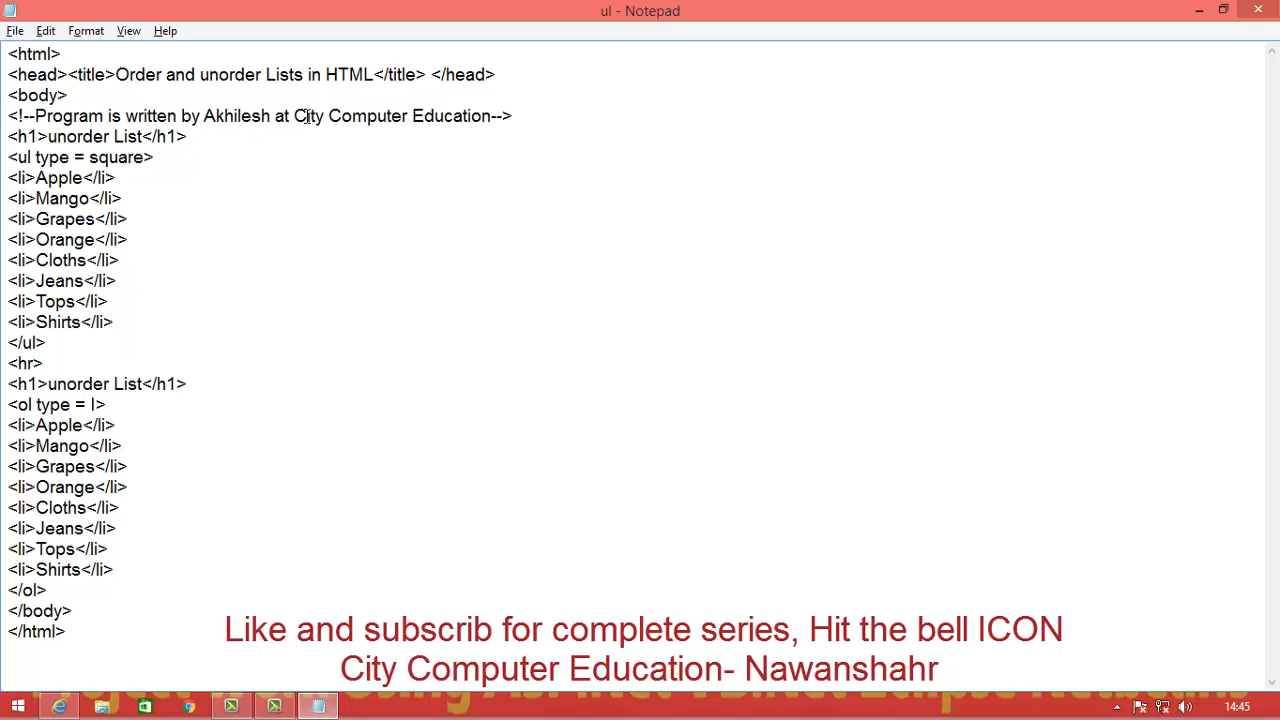 ul - Notepad
File Edit Format View Help
<html>
<head><title>Order and unorder Lists in HTML</title> </head>
<body>
<!--Program is written by Akhilesh at City Computer Education-->
<h1>unorder List</h1>
<ul type = square>
<li>Apple</li>
<li>Mango</li>
<li>Grapes</li>
<li>Orange</li>
<li>Cloths</li>
<li>Jeans</li>
<li>Tops</li>
<li>Shirts</li>
</ul>
<hr>
<h1>unorder List</h1>
<ol type = I>
<li>Apple</li>
<li>Mango</li>
<li>Grapes</li>
<li>Orange</li>
<li>Cloths</li>
<li>Jeans</li>
<li>Tops</li>
<li>Shirts</li>
</ol>
</body>
</html>
Like and subscrib for complete series, Hit the bell ICON
City Computer Education- Nawanshahr
14:45